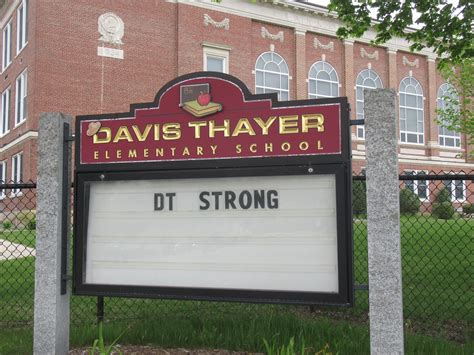 DAVIS THAYER
ELEMENTARY SCHOOL
DT STRONG